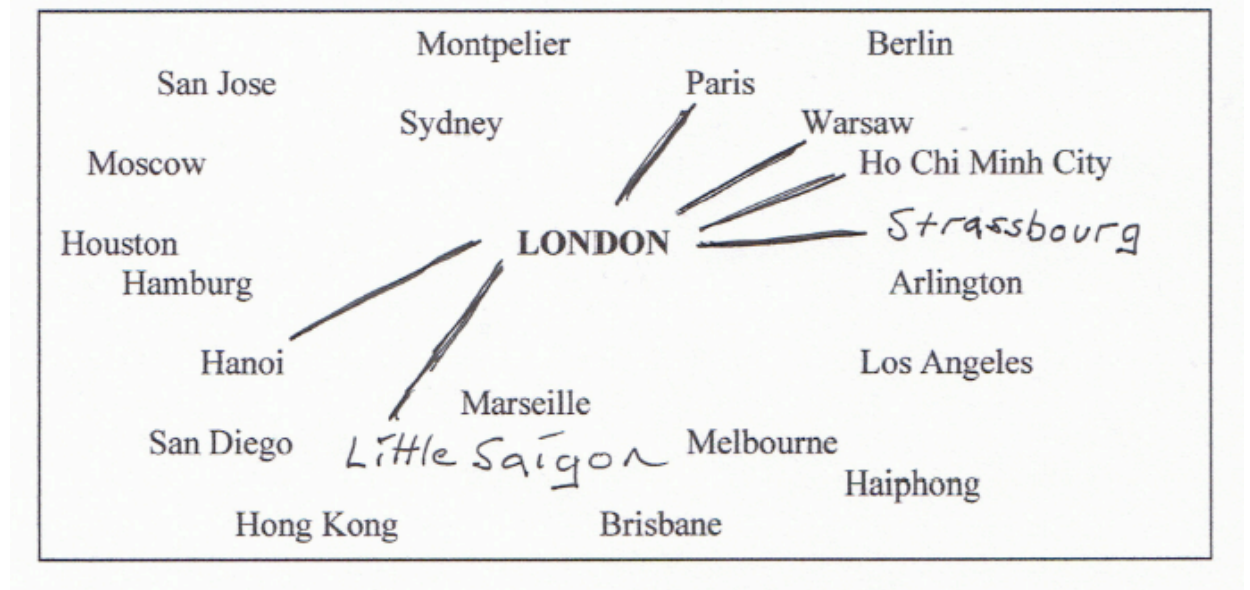 Montpelier Berlin
San Jose Paris
Sydney Warsaw
Moscow Ho Chi Minh City
Houston LONDON Strassbourg
Hamburg Arlington
Hanoi Los Angeles
Marseille
San Diego Little Saigon Melbourne
Haiphong
Hong Kong Brisbane